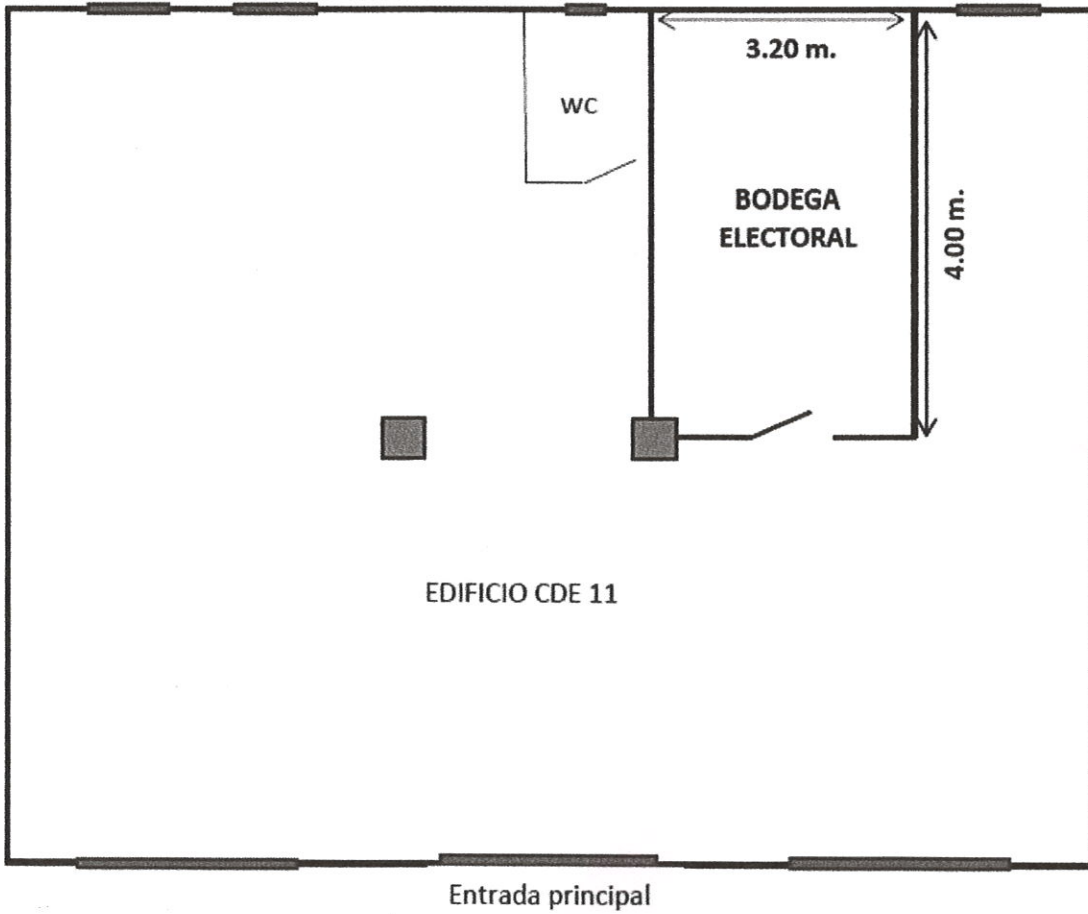 3.20 m.
WC
BODEGA
ELECTORAL
4.00 m.
EDIFICIO CDE 11
Entrada principal